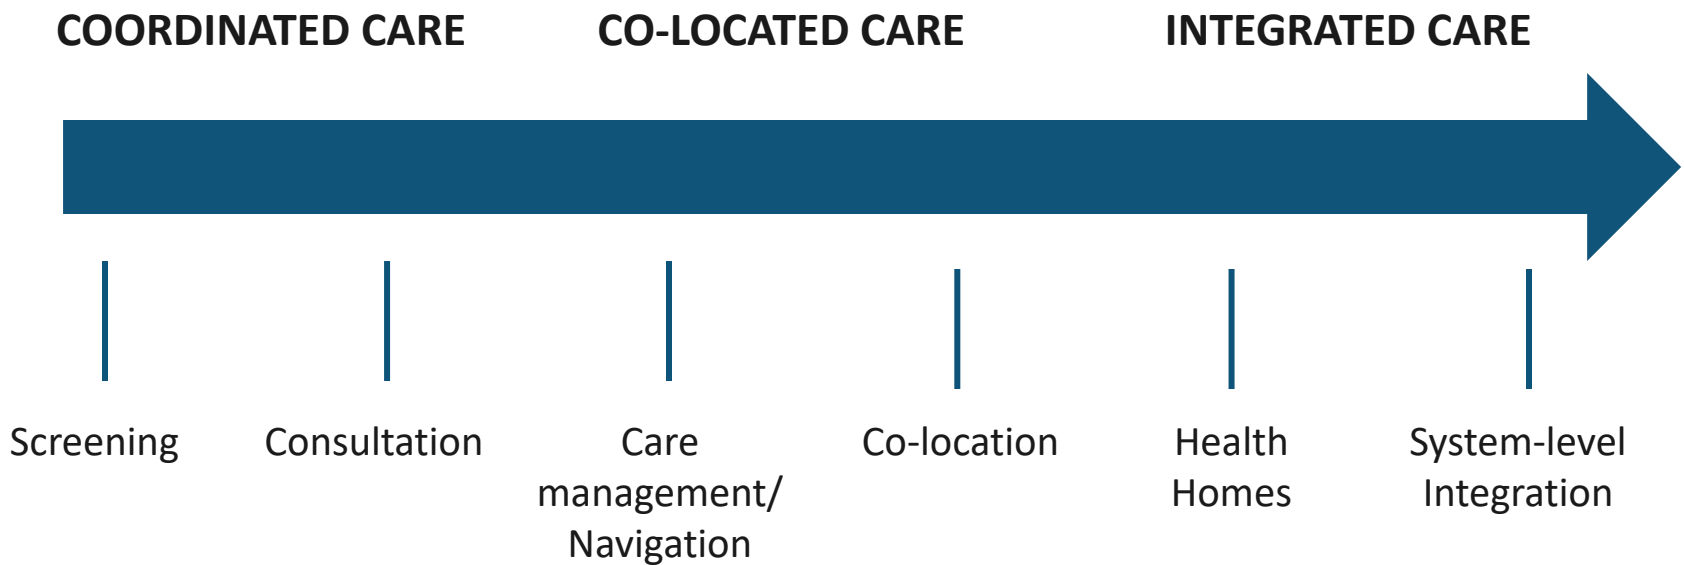 COORDINATED CARE
CO-LOCATED CARE
INTEGRATED CARE
Screening
Consultation
Care
management/
Navigation
Co-location
Health
Homes
System-level
Integration